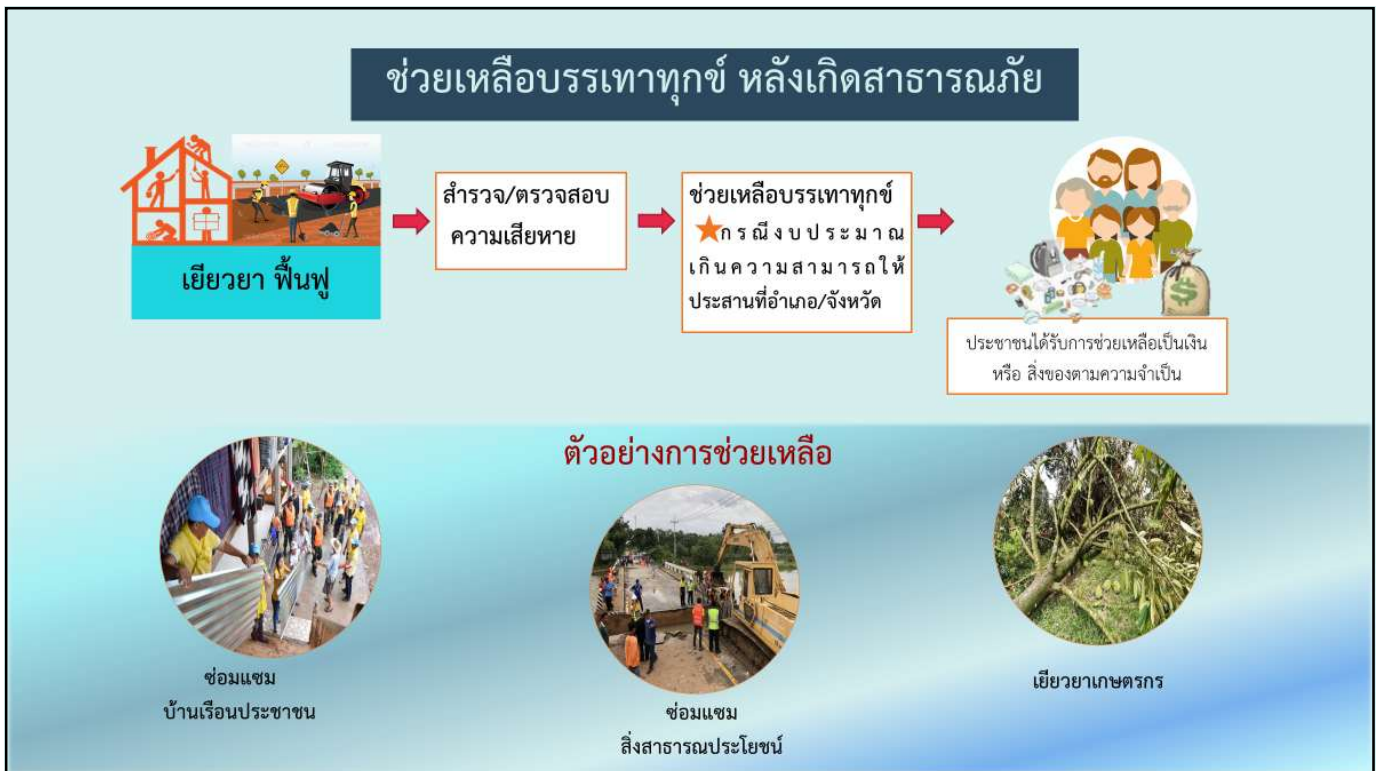 ช่วยเหลือบรรเทาทุกข์ หลังเกิดสาธารณภัย
เยียวยา ฟื้นฟู
สำรวจ/ตรวจสอบ
ความเสียหาย
ช่วยเหลือบรรเทาทุกข์
กรณีงบประมาณ
เกินความสามารถให้
ประสานที่อำเภอ/จังหวัด
ประชาชนได้รับการช่วยเหลือเป็นเงิน
หรือ สิ่งของตามความจำเป็น
ตัวอย่างการช่วยเหลือ
ซ่อมแซม
บ้านเรือนประชาชน
ซ่อมแซม
สิ่งสาธารณประโยชน์
เยียวยาเกษตรกร